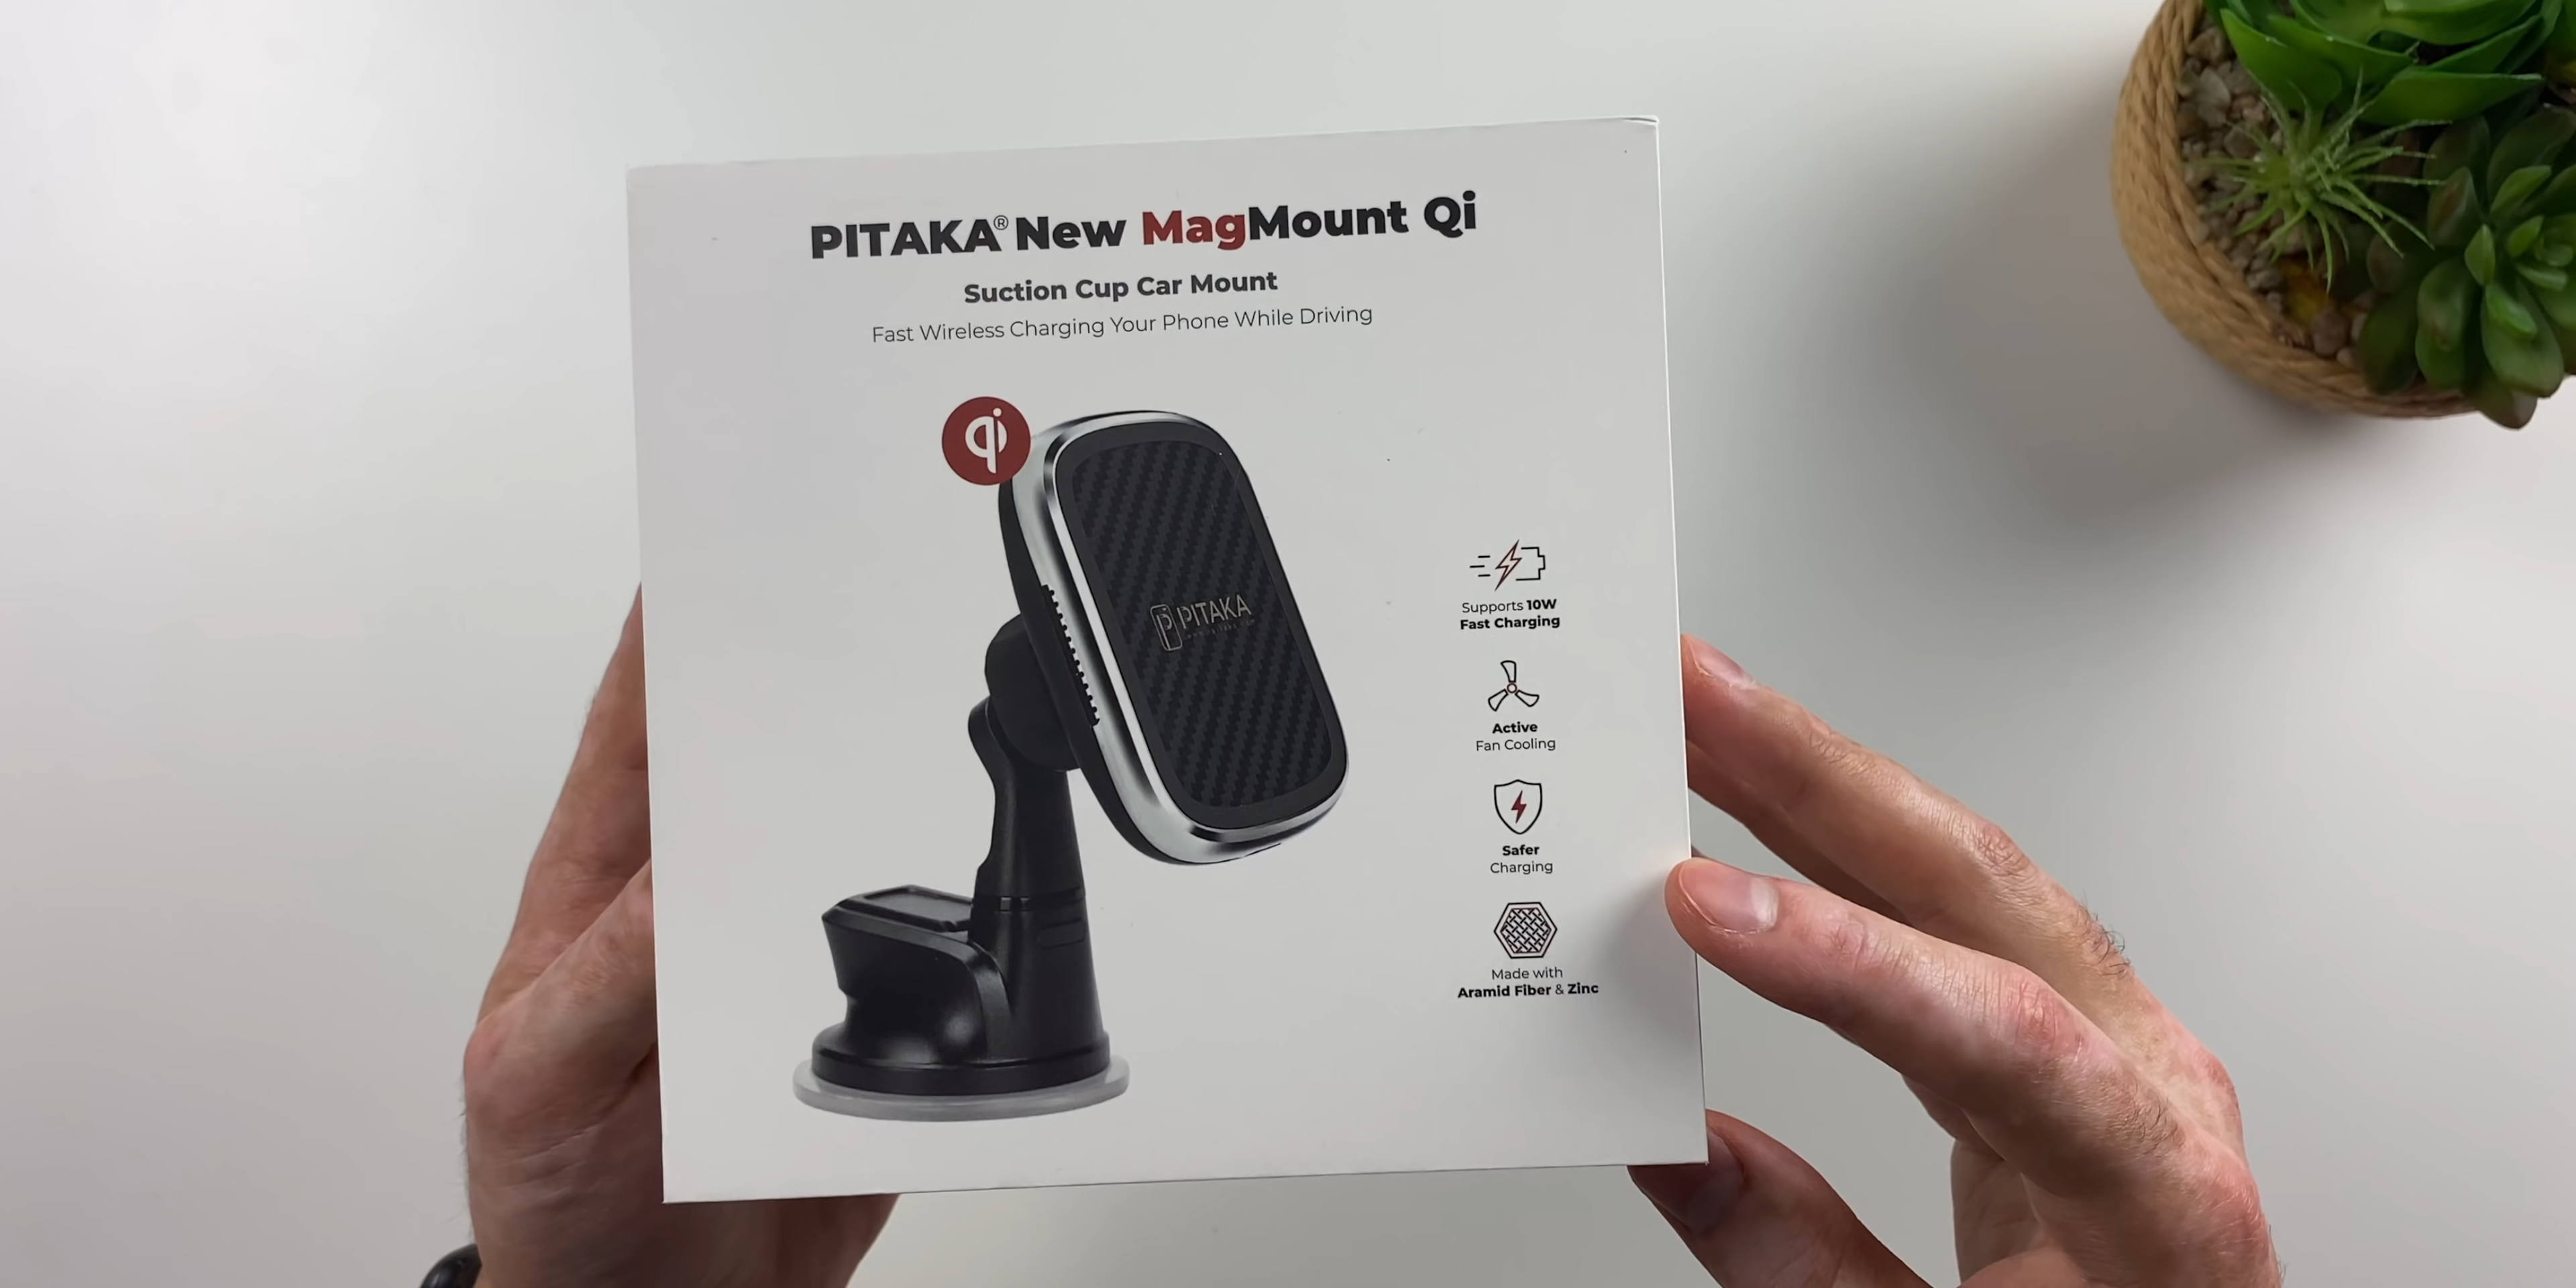 PITAKA® New MagMount Qi
Suction Cup Car Mount
Fast Wireless Charging Your Phone While Driving
qi
PITAKA
Supports 10W
Fast Charging
Active
Fan Cooling
Safer
Charging
Made with
Aramid Fiber & Zinc